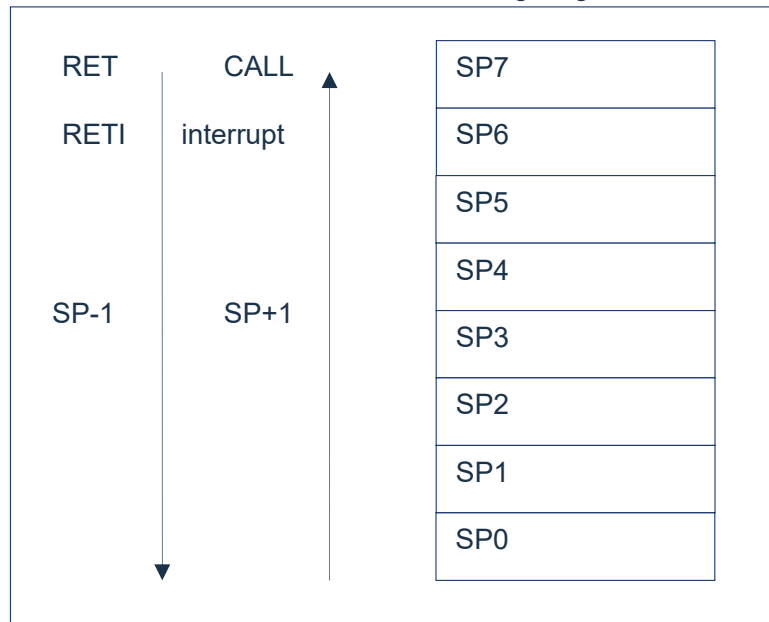 RET CALL SP7
RETI interrupt SP6
SP5
SP4
SP-1 SP+1 SP3
SP2
SP1
SP0